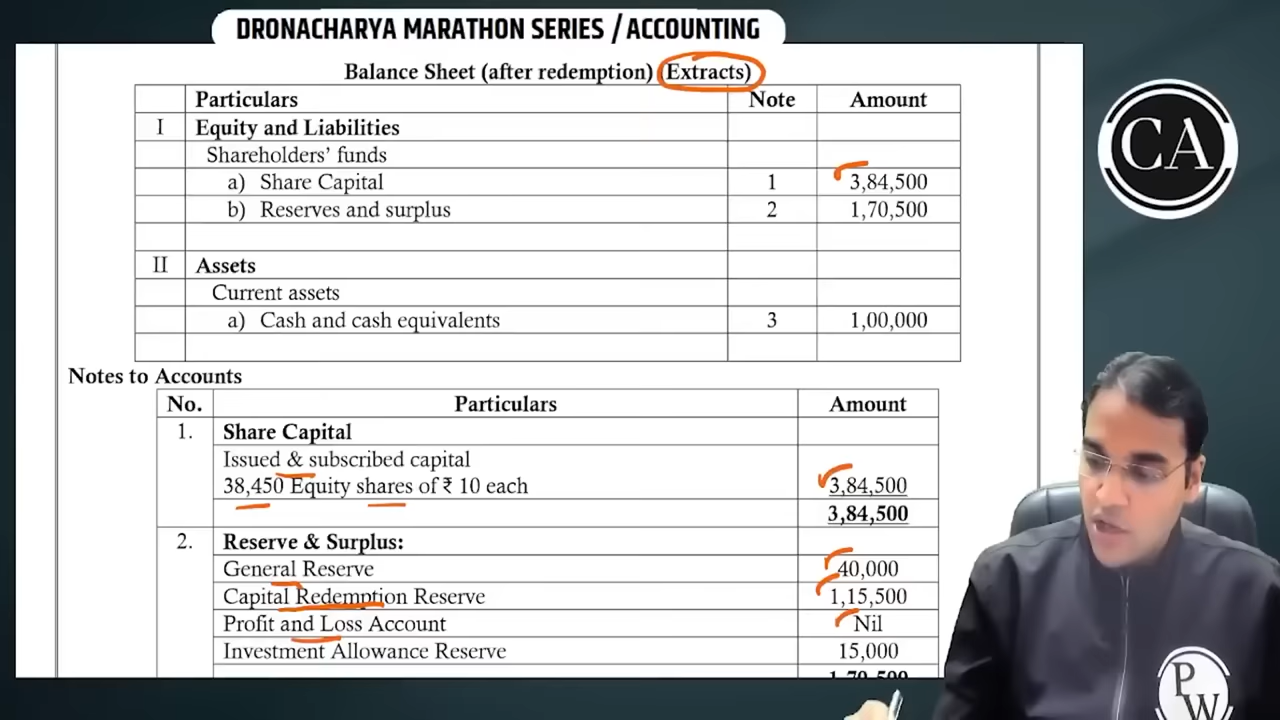 DRONACHARYA MARATHON SERIES / ACCOUNTING
Balance Sheet (after redemption) (Extracts)
Particulars Note Amount
I Equity and Liabilities
Shareholders' funds
a) Share Capital 1 3,84,500
b) Reserves and surplus 2 1,70,500
II Assets
Current assets
a) Cash and cash equivalents 3 1,00,000
Notes to Accounts
No. Particulars Amount
1. Share Capital
Issued & subscribed capital
38,450 Equity shares of ₹ 10 each 3,84,500
3,84,500
2. Reserve & Surplus:
General Reserve 40,000
Capital Redemption Reserve 1,15,500
Profit and Loss Account Nil
Investment Allowance Reserve 15,000
1,70,500
CA
P
W